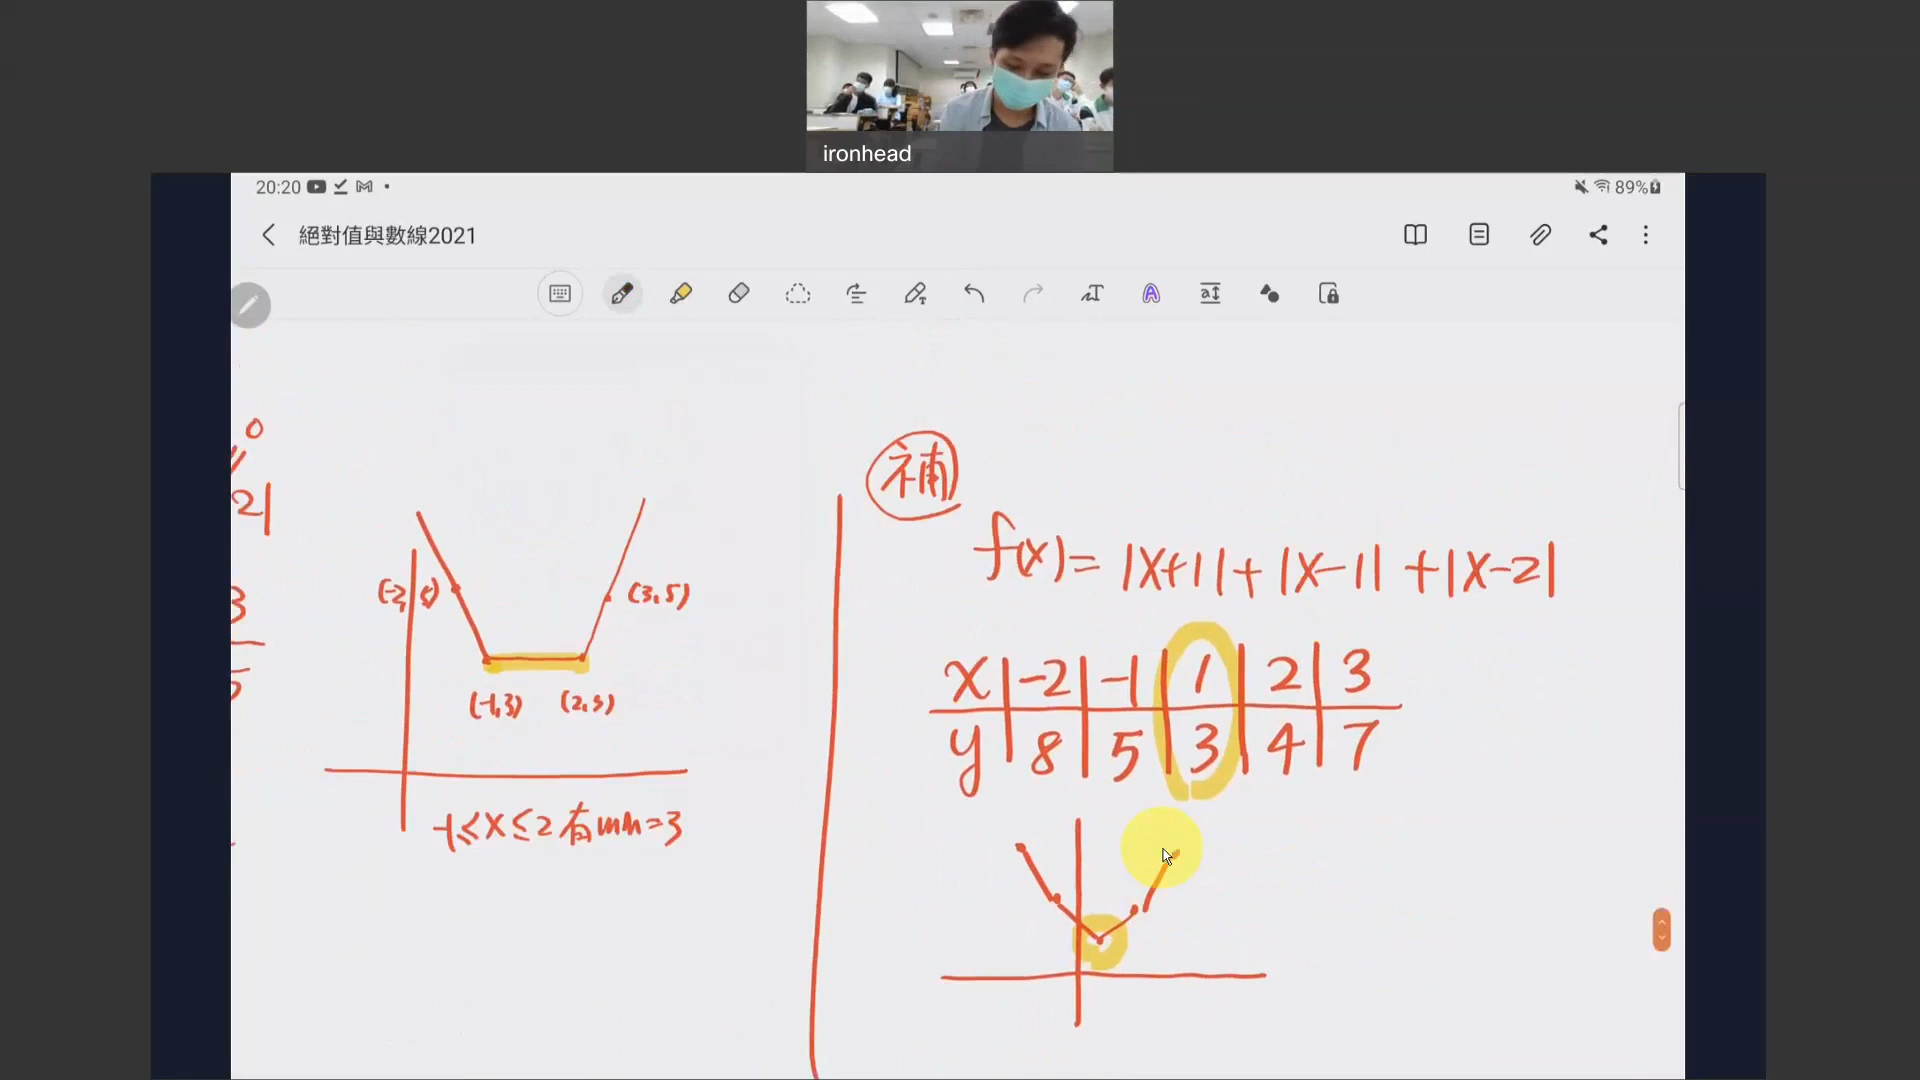 ironhead
20:20
89%
絕對值與數線2021
0
2|
3
5
(-2, 5)
(3,5)
(-1,3) (2,3)
-1≤x≤2有min=3
補
f(x)= |x+1|+|x-1|+|x-2|
x -2 -1 1 2 3
y 8 5 3 4 7